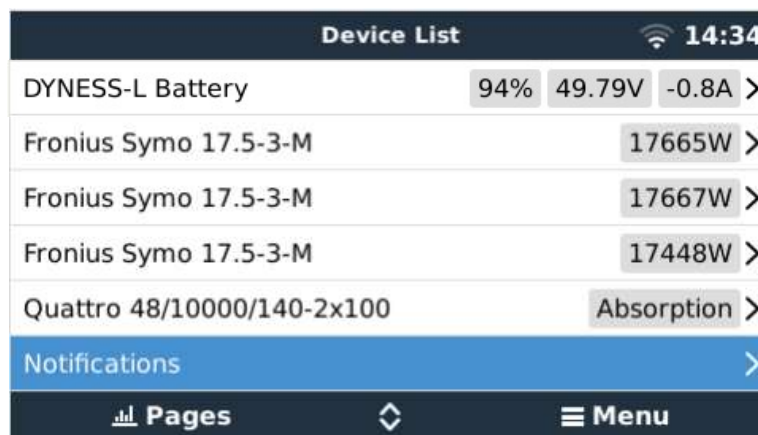 Device List 14:34
DYNESS-L Battery 94% 49.79V -0.8A
Fronius Symo 17.5-3-M 17665W
Fronius Symo 17.5-3-M 17667W
Fronius Symo 17.5-3-M 17448W
Quattro 48/10000/140-2x100 Absorption
Notifications
Pages Menu